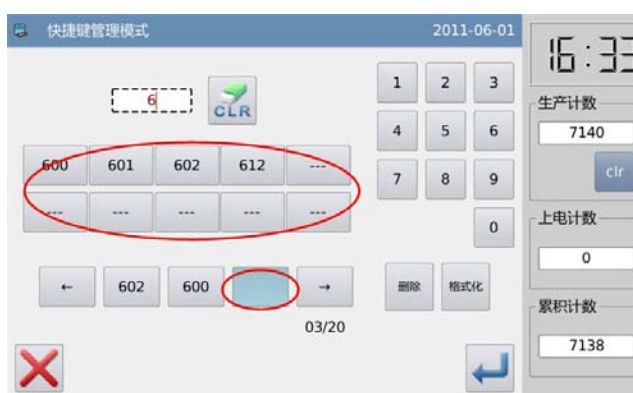 快捷键管理模式 2011-06-01
16:33
6 CLR
1 2 3
4 5 6
7 8 9
0
600 601 602 612 ---
--- --- --- --- ---
← 602 600 →
删除 格式化
03/20
生产计数
7140
clr
上电计数
0
累积计数
7138